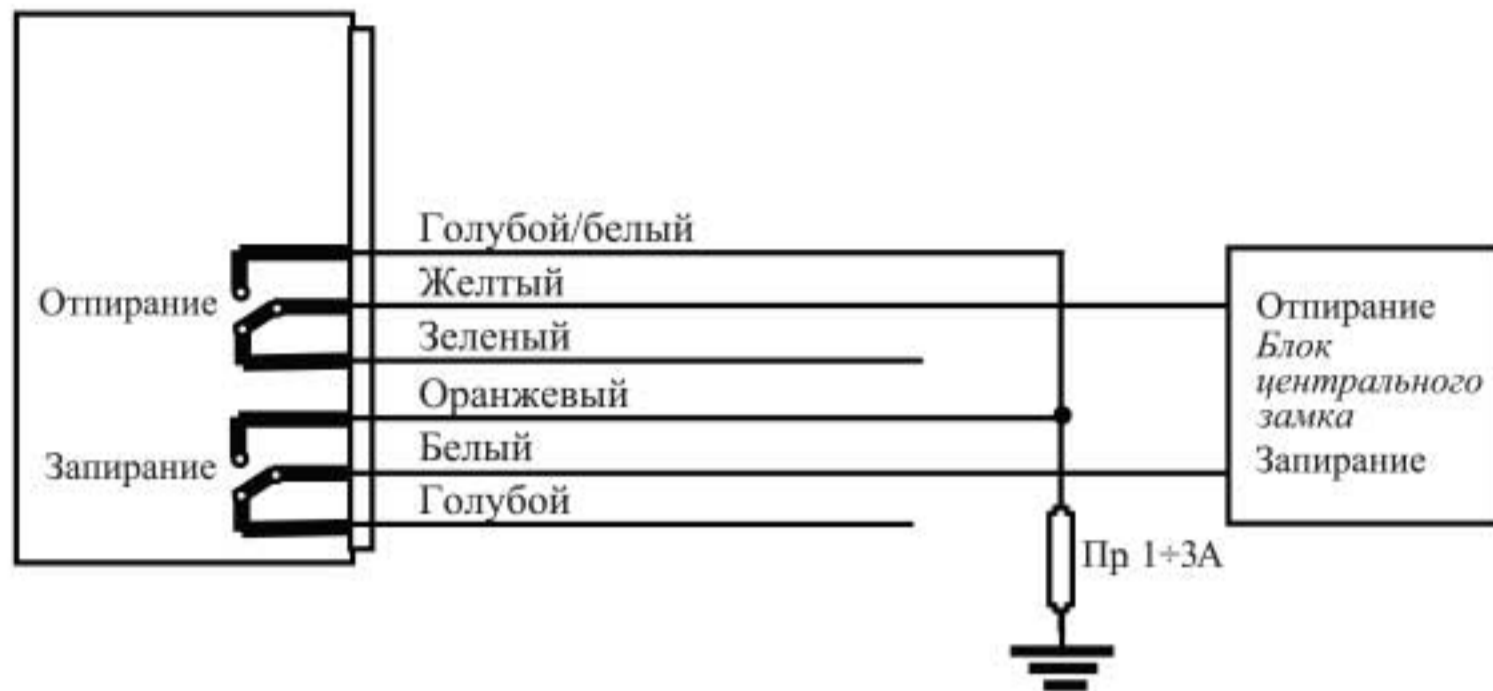 Голубой/белый
Желтый
Отпирание
Зеленый
Оранжевый
Белый
Запирание
Голубой
Отпирание
Блок
центрального
замка
Запирание
Пр 1÷3А